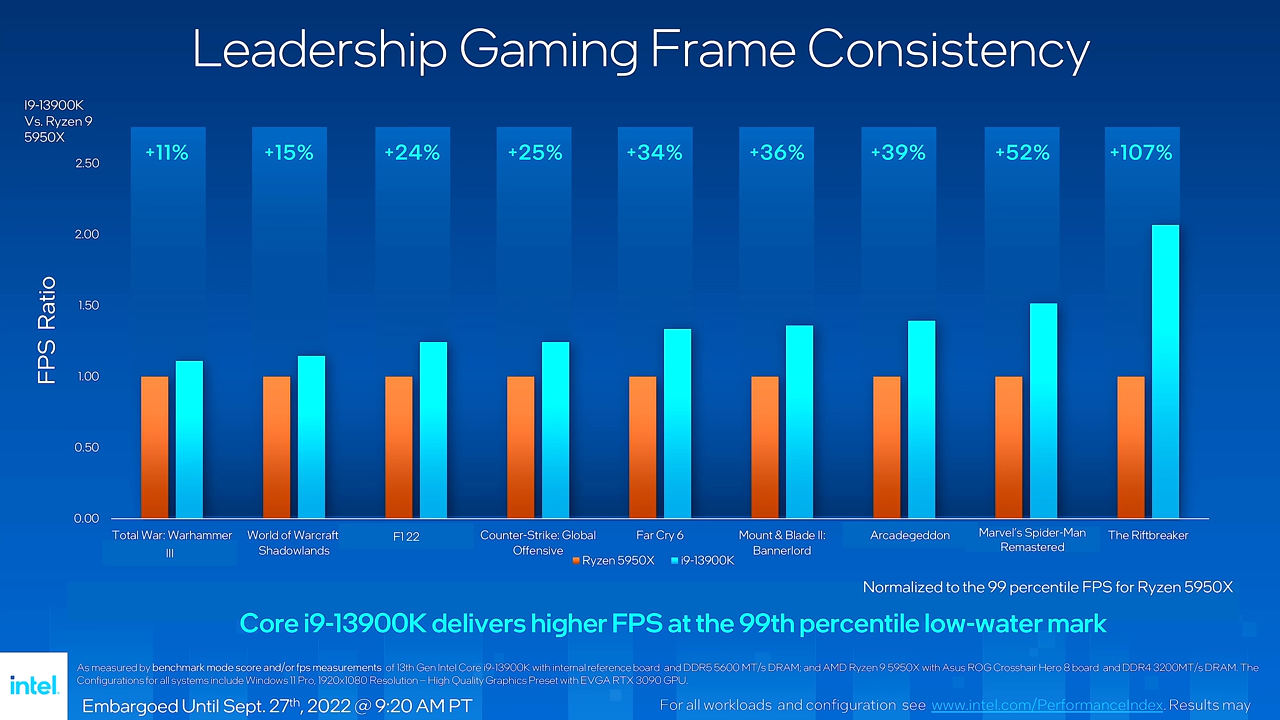 Leadership Gaming Frame Consistency
I9-13900K
Vs. Ryzen 9
5950X
+11% +15% +24% +25% +34% +36% +39% +52% +107%
2.50
2.00
1.50
1.00
0.50
0.00
FPS Ratio
Total War: Warhammer
III
World of Warcraft
Shadowlands
F1 22
Counter-Strike: Global
Offensive
Far Cry 6
Mount & Blade II:
Bannerlord
Arcadegeddon
Marvel's Spider-Man
Remastered
The Riftbreaker
Ryzen 5950X i9-13900K
Normalized to the 99 percentile FPS for Ryzen 5950X
Core i9-13900K delivers higher FPS at the 99th percentile low-water mark
As measured by benchmark mode score and/or fps measurements of 13th Gen Intel Core i9-13900K with internal reference board and DDR5 5600 MT/s DRAM; and AMD Ryzen 9 5950X with Asus ROG Crosshair Hero 8 board and DDR4 3200MT/s DRAM. The
Configurations for all systems include Windows 11 Pro, 1920x1080 Resolution – High Quality Graphics Preset with EVGA RTX 3090 GPU.
intel.
Embargoed Until Sept. 27th, 2022 @ 9:20 AM PT
For all workloads and configuration see www.intel.com/PerformanceIndex. Results may